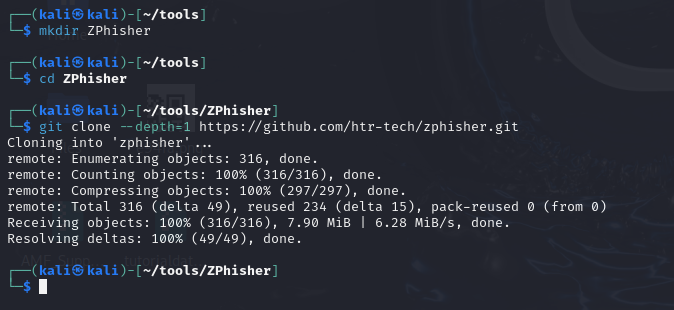 ┌──(kali㉿kali)-[~/tools]
└─$ mkdir ZPhisher
┌──(kali㉿kali)-[~/tools]
└─$ cd ZPhisher
┌──(kali㉿kali)-[~/tools/ZPhisher]
└─$ git clone --depth=1 https://github.com/htr-tech/zphisher.git
Cloning into 'zphisher'...
remote: Enumerating objects: 316, done.
remote: Counting objects: 100% (316/316), done.
remote: Compressing objects: 100% (297/297), done.
remote: Total 316 (delta 49), reused 234 (delta 15), pack-reused 0 (from 0)
Receiving objects: 100% (316/316), 7.90 MiB | 6.28 MiB/s, done.
Resolving deltas: 100% (49/49), done.
┌──(kali㉿kali)-[~/tools/ZPhisher]
└─$